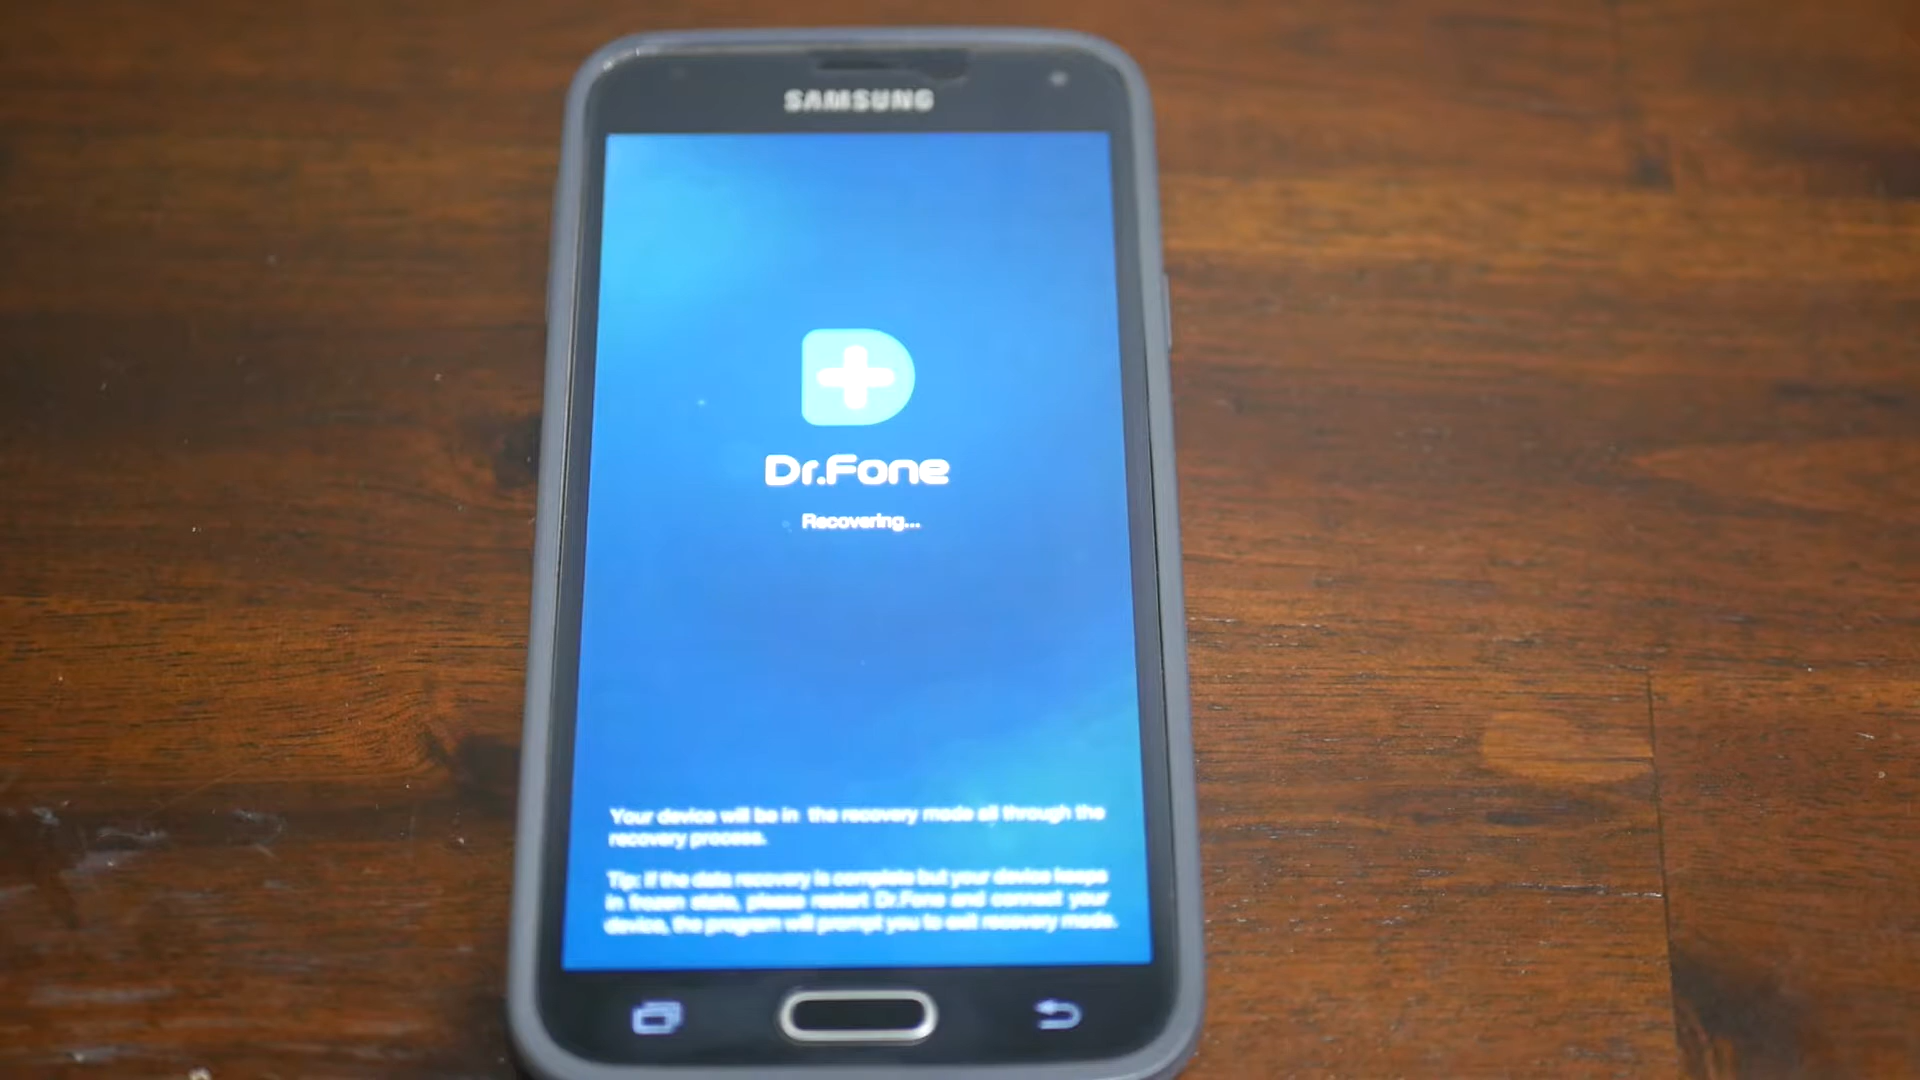 SAMSUNG
Dr.Fone
Recovering...
Your device will be in the recovery mode all through the
recovery process.
Tip: If the data recovery is complete but your device keeps
in frozen state, please restart Dr.Fone and connect your
device, the program will prompt you to exit recovery mode.